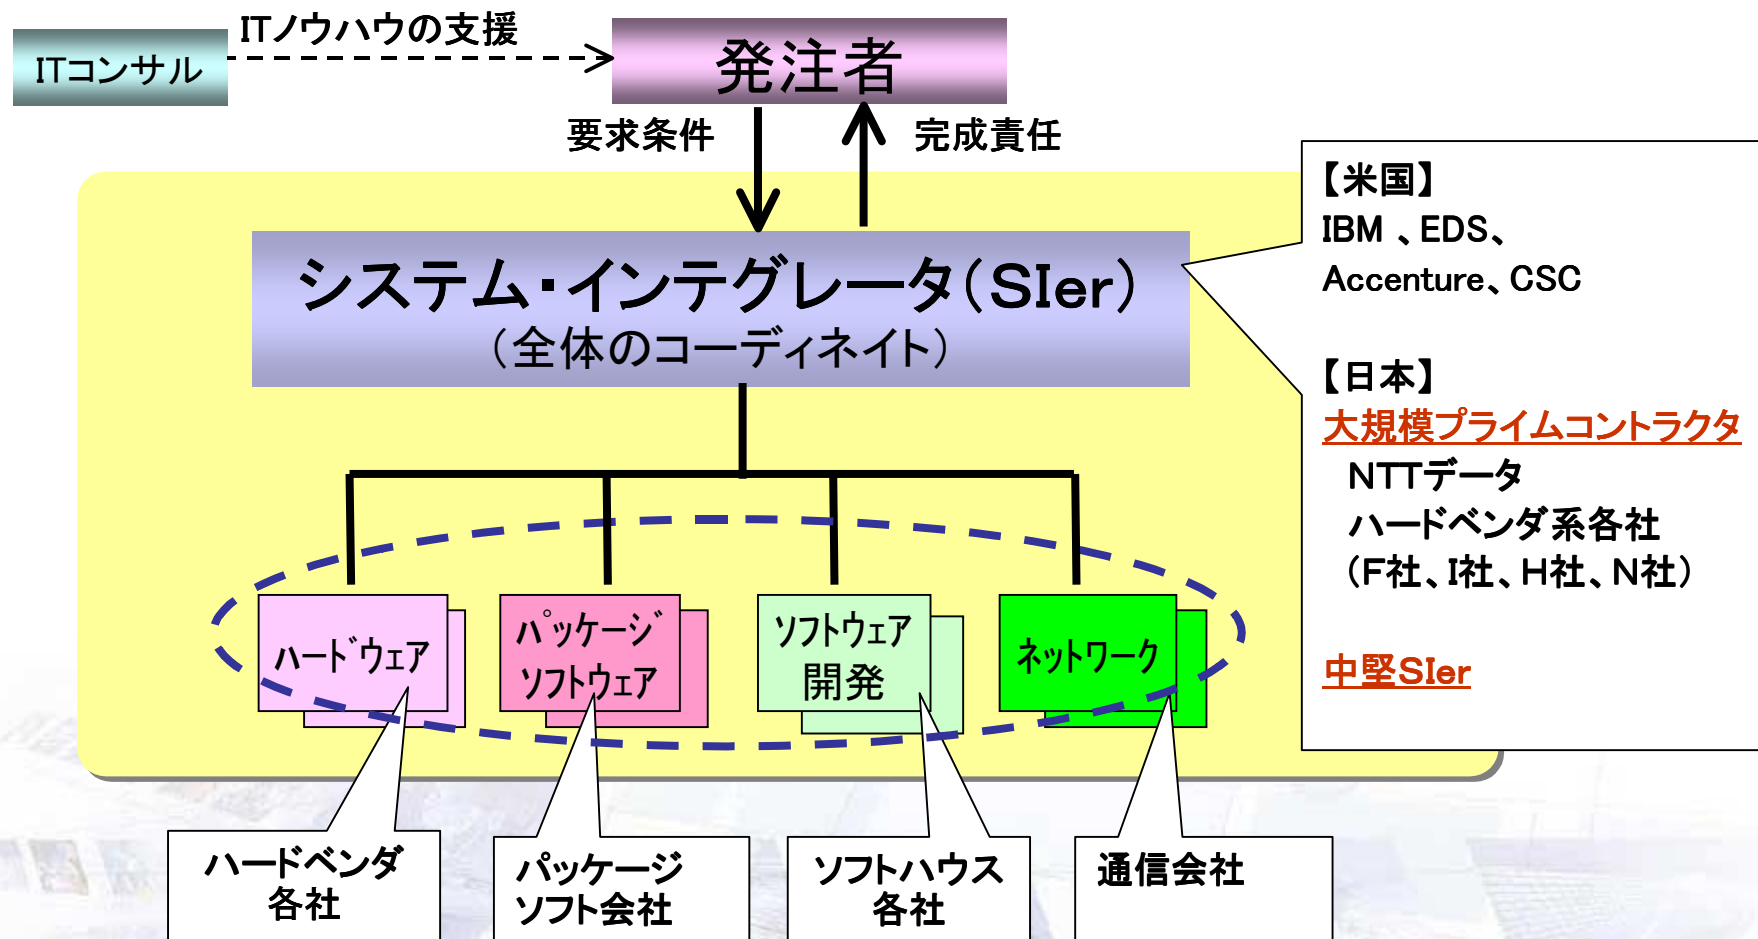 ITノウハウの支援
ITコンサル
発注者
要求条件
完成責任
システム・インテグレータ(SIer)
(全体のコーディネイト)
【米国】
IBM 、EDS、
Accenture、CSC
【日本】
大規模プライムコントラクタ
NTTデータ
ハードベンダ系各社
(F社、I社、H社、N社)
中堅SIer
ハードウェア
パッケージ
ソフトウェア
ソフトウェア
開発
ネットワーク
ハードベンダ
各社
パッケージ
ソフト会社
ソフトハウス
各社
通信会社